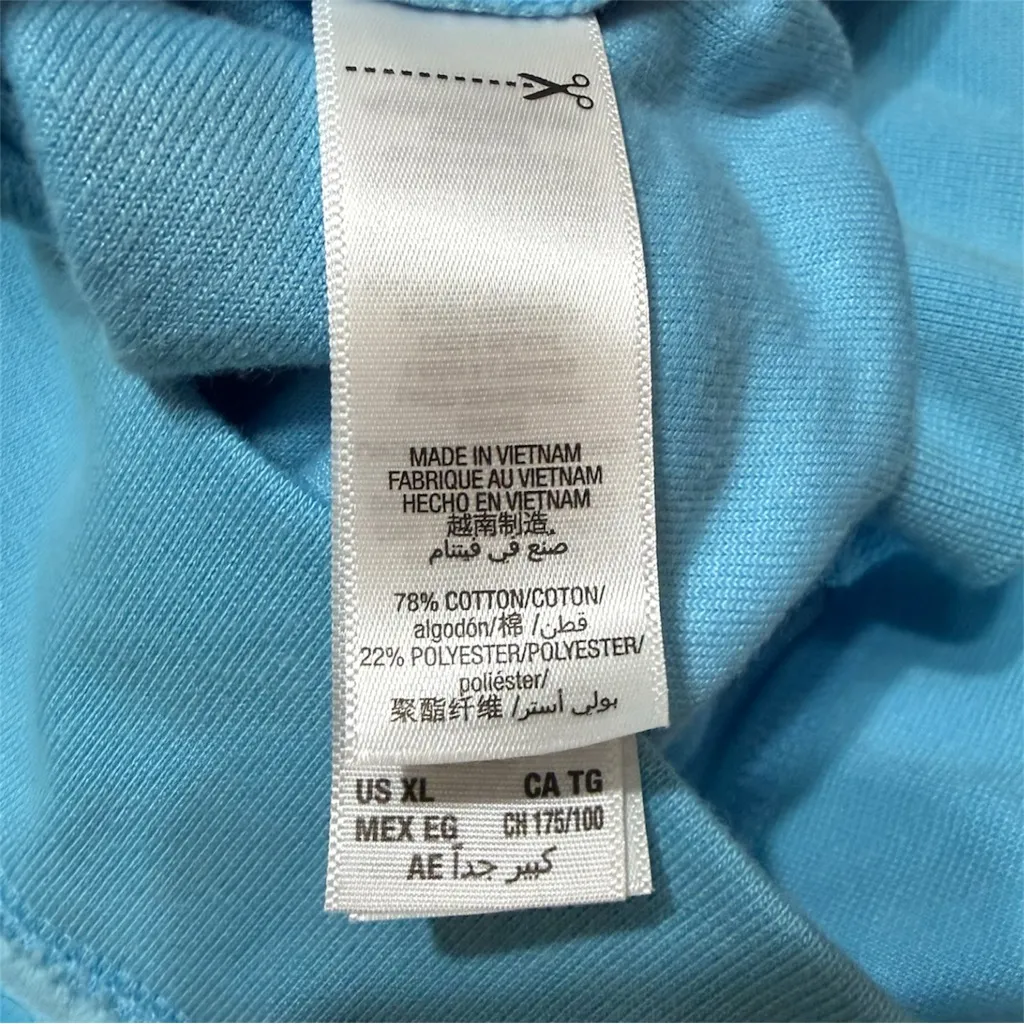 MADE IN VIETNAM
FABRIQUE AU VIETNAM
HECHO EN VIETNAM
越南制造.
صنع في فيتنام
78% COTTON/COTON/
algodón/棉 /قطن
22% POLYESTER/POLYESTER/
poliéster/
聚酯纤维 /بولي أستر
US XL CA TG
MEX EG CH 175/100
AE كبير جداً